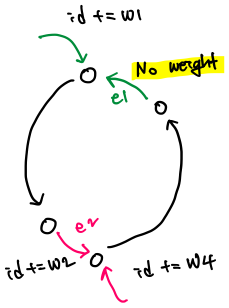 id += w1
No weight
e1
e2
id += w2
id += w4